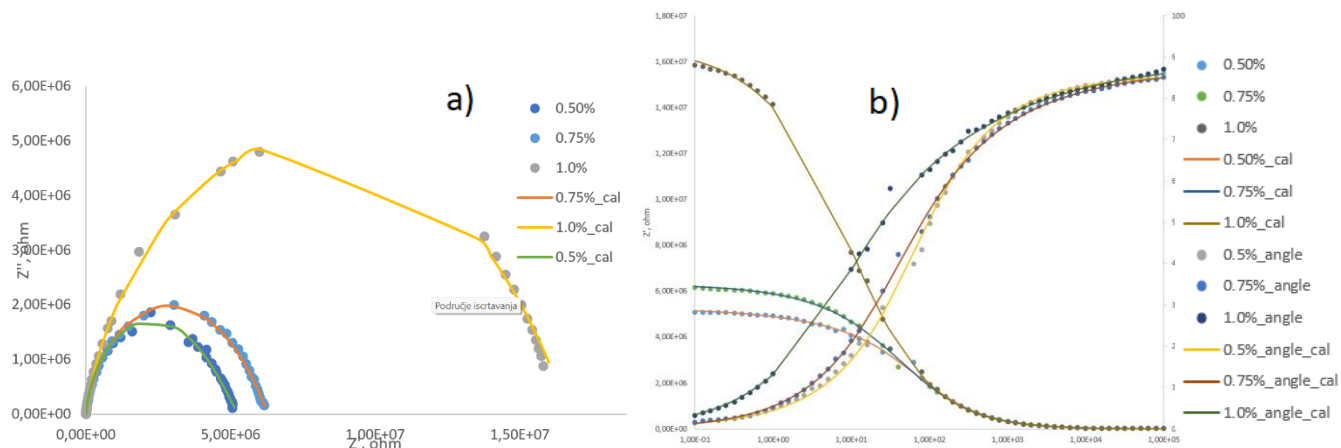 a)
6,00E+06
5,00E+06
4,00E+06
3,00E+06
2,00E+06
1,00E+06
0,00E+00
Z'', ohm
0,00E+00 5,00E+06 1,00E+07 1,50E+07
Z', ohm
Područje iscrtavanja
0.50%
0.75%
1.0%
0.75%_cal
1.0%_cal
0.5%_cal
b)
1,80E+07
1,60E+07
1,40E+07
1,20E+07
1,00E+07
8,00E+06
6,00E+06
4,00E+06
2,00E+06
0,00E+00
Z', ohm
1,00E-01 1,00E+00 1,00E+01 1,00E+02 1,00E+03 1,00E+04 1,00E+05
100
0.50%
0.75%
1.0%
0.50%_cal
0.75%_cal
1.0%_cal
0.5%_angle
0.75%_angle
1.0%_angle
0.5%_angle_cal
0.75%_angle_cal
1.0%_angle_cal